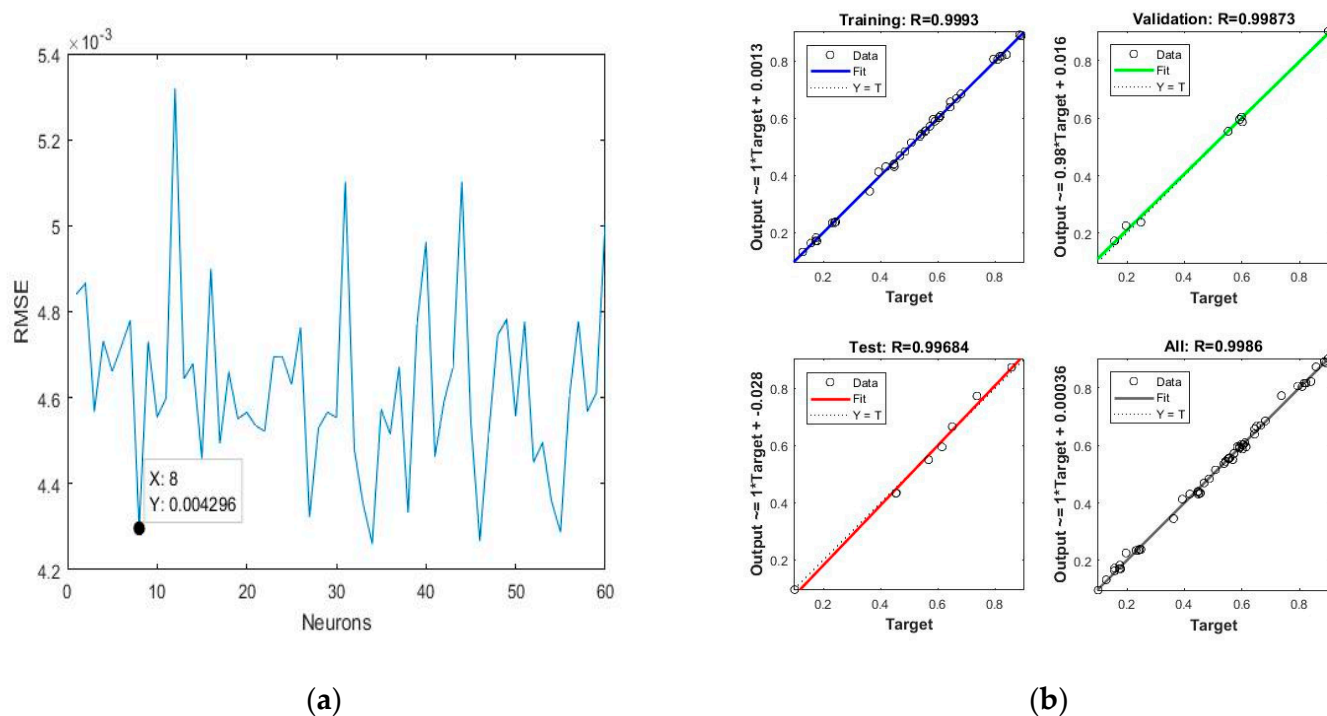 ×10⁻³
5.4
5.2
5
4.8
4.6
4.4
4.2
RMSE
X: 8
Y: 0.004296
0 10 20 30 40 50 60
Neurons
(a)
Training: R=0.9993
Output ~= 1*Target + 0.0013
Data
Fit
Y = T
0.8
0.6
0.4
0.2
0.2 0.4 0.6 0.8
Target
Validation: R=0.99873
Output ~= 0.98*Target + 0.016
Data
Fit
Y = T
0.8
0.6
0.4
0.2
0.2 0.4 0.6 0.8
Target
Test: R=0.99684
Output ~= 1*Target + -0.028
Data
Fit
Y = T
0.8
0.6
0.4
0.2
0.2 0.4 0.6 0.8
Target
All: R=0.9986
Output ~= 1*Target + 0.00036
Data
Fit
Y = T
0.8
0.6
0.4
0.2
0.2 0.4 0.6 0.8
Target
(b)